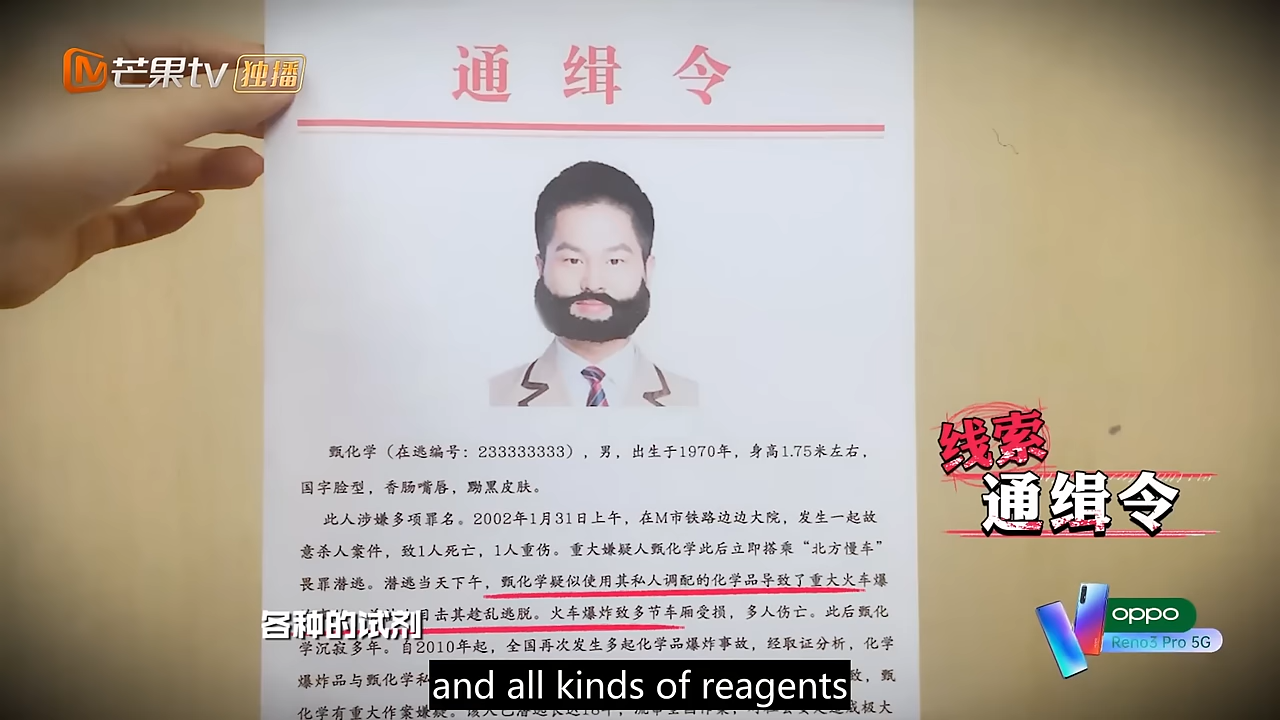 芒果tv 独播
通缉令
甄化学（在逃编号：233333333），男，出生于1970年，身高1.75米左右，
国字脸型，香肠嘴唇，黝黑皮肤。
此人涉嫌多项罪名。2002年1月31日上午，在M市铁路边边大院，发生一起故
意杀人案件，致1人死亡，1人重伤。重大嫌疑人甄化学此后立即搭乘“北方慢车”
畏罪潜逃。潜逃当天下午，甄化学疑似使用其私人调配的化学品导致了重大火车爆
击其趁乱逃脱。火车爆炸致多节车厢受损，多人伤亡。此后甄化
学沉寂多年。自2010年起，全国再次发生多起化学品爆炸事故，经取证分析，化学
爆炸品与甄化学私
致，甄
化学有重大作案嫌疑。
线索
通缉令
oppo
Reno3 Pro 5G
各种的试剂
and all kinds of reagents